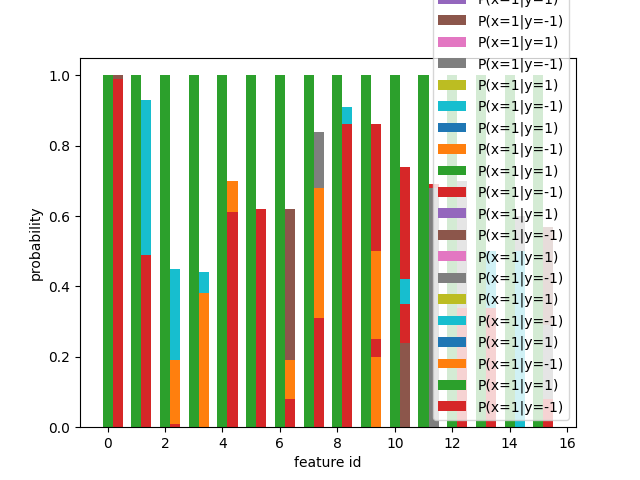 P(x=1|y=1)
P(x=1|y=-1)
P(x=1|y=1)
P(x=1|y=-1)
P(x=1|y=1)
P(x=1|y=-1)
P(x=1|y=1)
P(x=1|y=-1)
P(x=1|y=1)
P(x=1|y=-1)
P(x=1|y=1)
P(x=1|y=-1)
P(x=1|y=1)
P(x=1|y=-1)
P(x=1|y=1)
P(x=1|y=-1)
P(x=1|y=1)
P(x=1|y=-1)
P(x=1|y=1)
P(x=1|y=-1)
1.0
0.8
0.6
0.4
0.2
0.0
probability
0 2 4 6 8 10 12 14 16
feature id